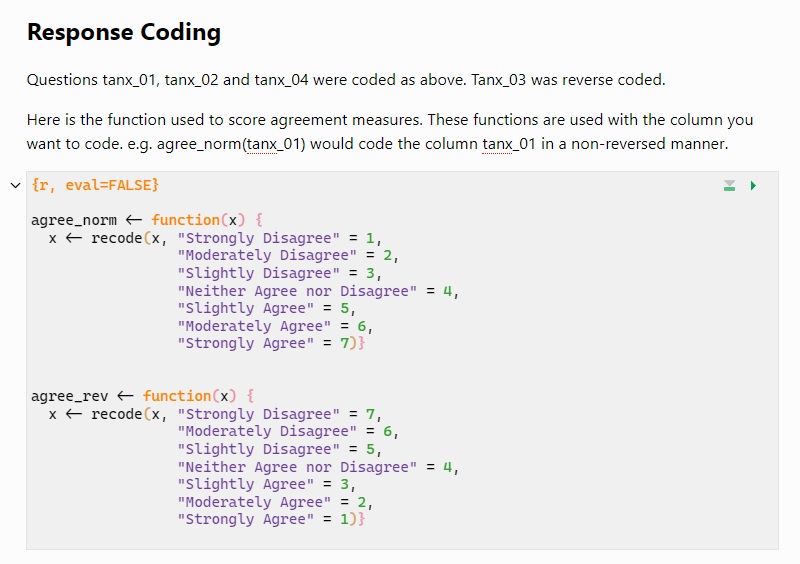 Response Coding
Questions tanx_01, tanx_02 and tanx_04 were coded as above. Tanx_03 was reverse coded.
Here is the function used to score agreement measures. These functions are used with the column you
want to code. e.g. agree_norm(tanx_01) would code the column tanx_01 in a non-reversed manner.
{r, eval=FALSE}
agree_norm <- function(x) {
  x <- recode(x, "Strongly Disagree" = 1,
                 "Moderately Disagree" = 2,
                 "Slightly Disagree" = 3,
                 "Neither Agree nor Disagree" = 4,
                 "Slightly Agree" = 5,
                 "Moderately Agree" = 6,
                 "Strongly Agree" = 7)}
agree_rev <- function(x) {
  x <- recode(x, "Strongly Disagree" = 7,
                 "Moderately Disagree" = 6,
                 "Slightly Disagree" = 5,
                 "Neither Agree nor Disagree" = 4,
                 "Slightly Agree" = 3,
                 "Moderately Agree" = 2,
                 "Strongly Agree" = 1)}